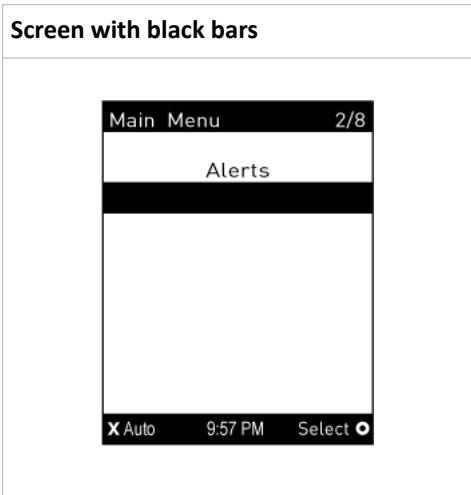 Screen with black bars
Main Menu 2/8
Alerts
X Auto 9:57 PM Select O